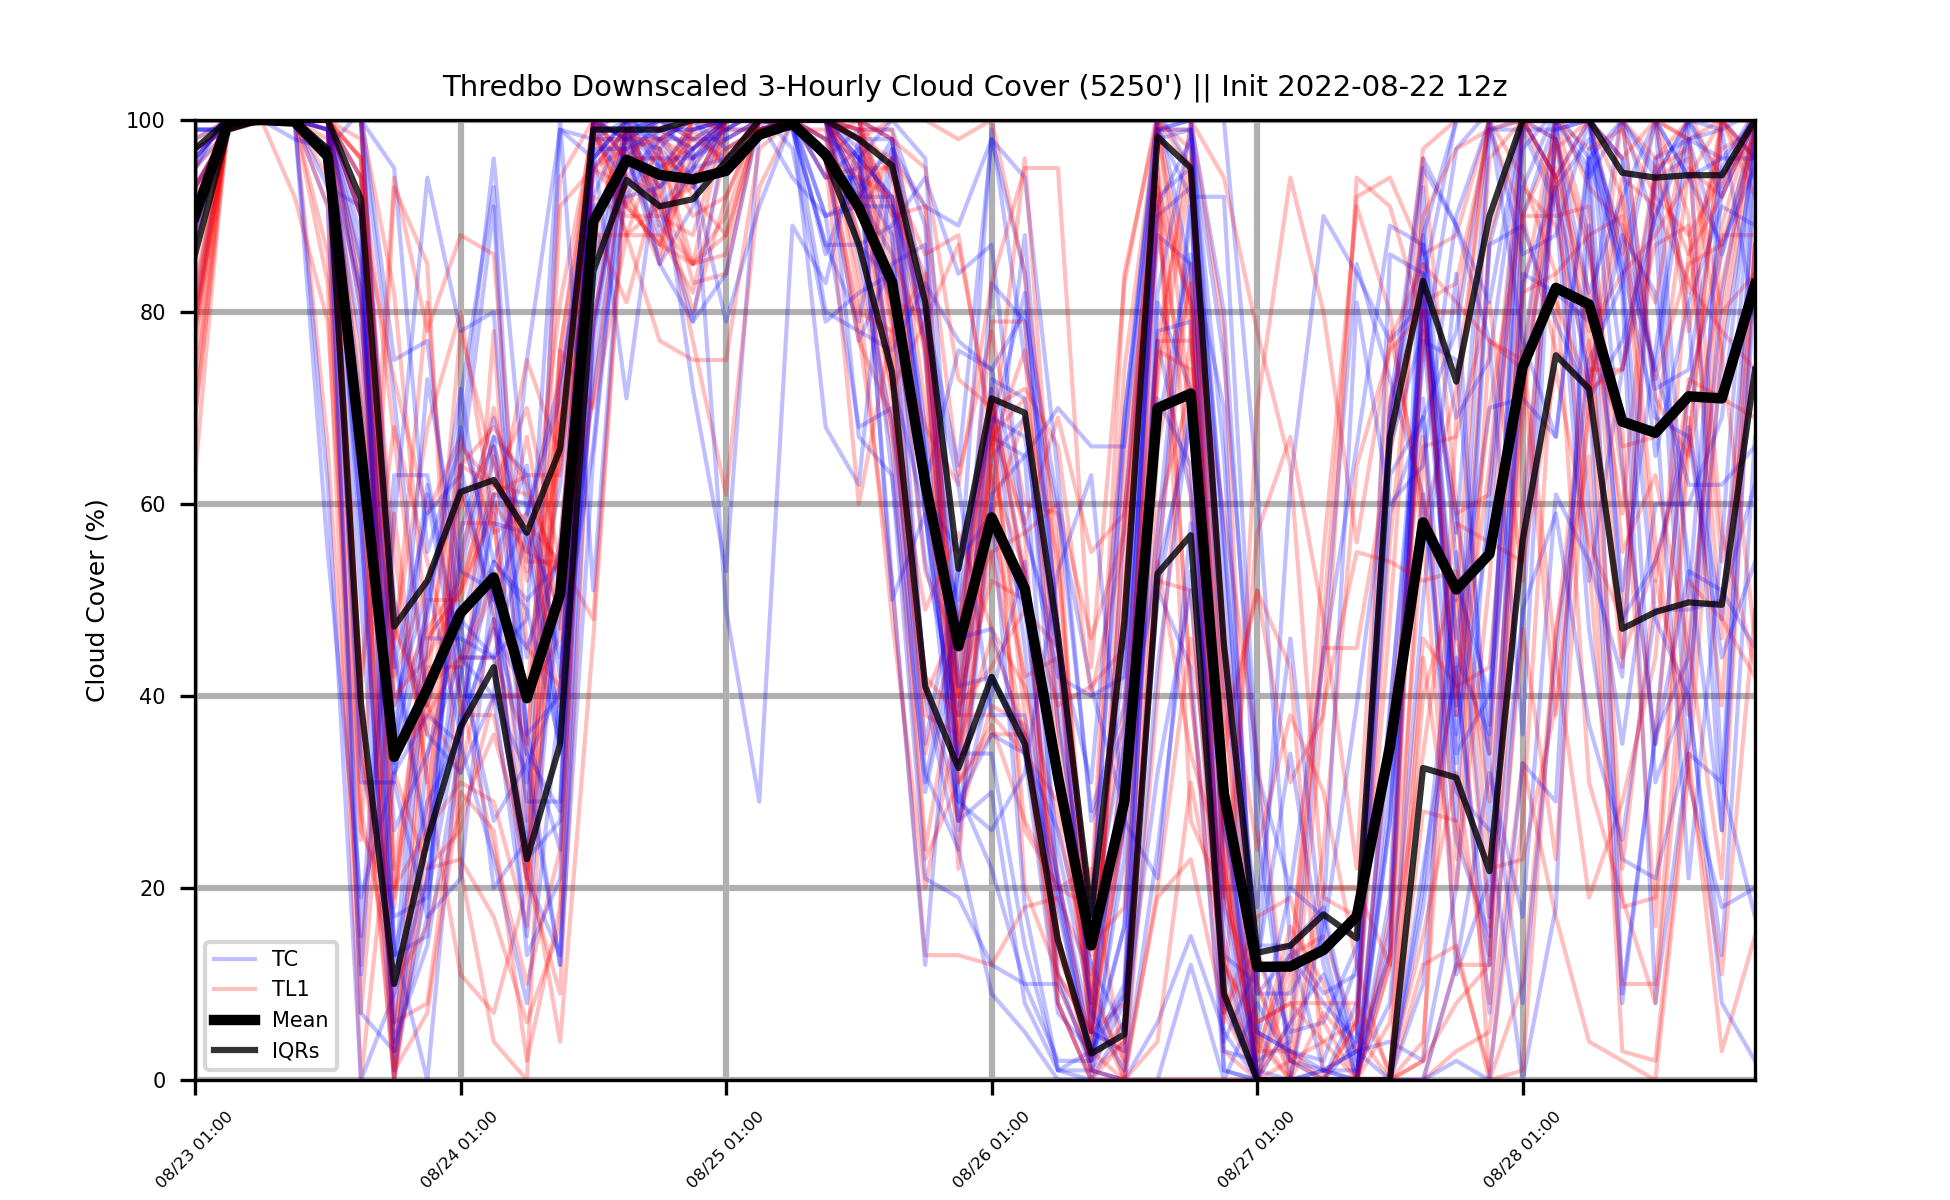 Thredbo Downscaled 3-Hourly Cloud Cover (5250') || Init 2022-08-22 12z
Cloud Cover (%)
100
80
60
40
20
0
TC
TL1
Mean
IQRs
08/23 01:00
08/24 01:00
08/25 01:00
08/26 01:00
08/27 01:00
08/28 01:00